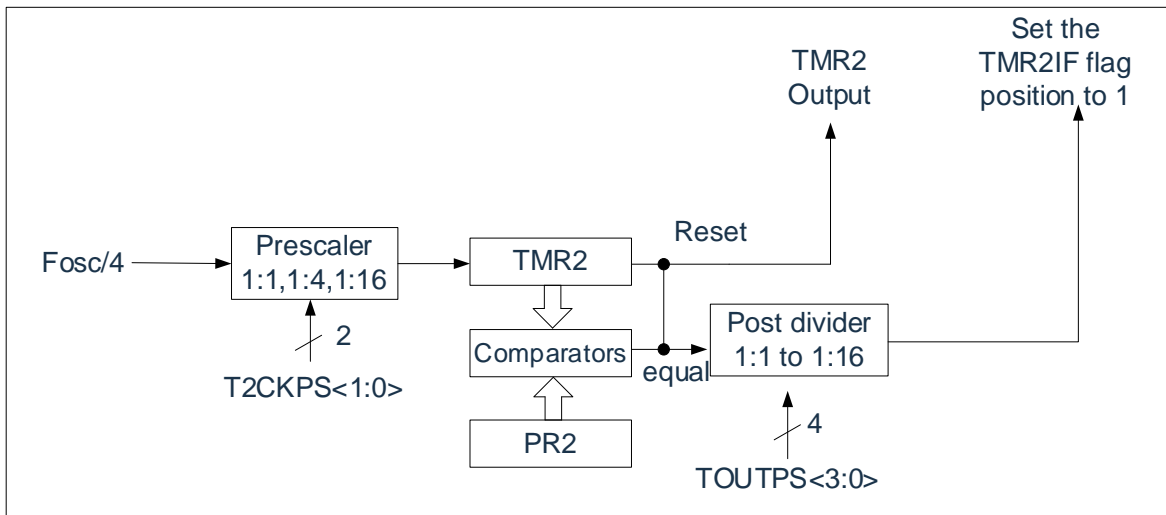 Set the
TMR2IF flag
position to 1
TMR2
Output
Reset
Fosc/4
Prescaler
1:1,1:4,1:16
TMR2
2
T2CKPS<1:0>
Comparators
equal
Post divider
1:1 to 1:16
PR2
4
TOUTPS<3:0>